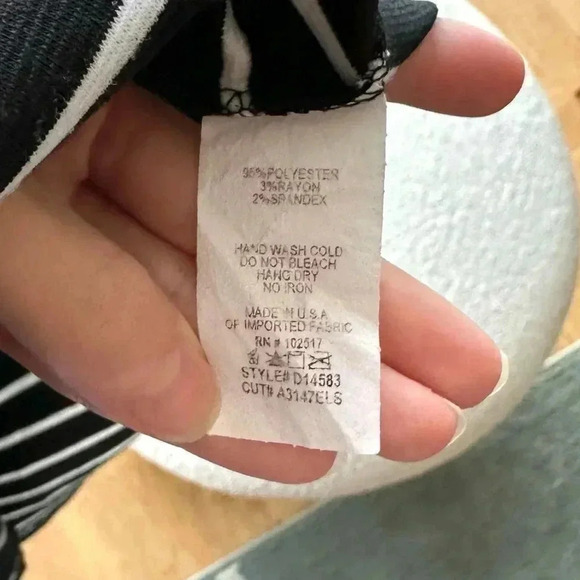 95% POLYESTER
3% RAYON
2% SPANDEX
HAND WASH COLD
DO NOT BLEACH
HANG DRY
NO IRON
MADE IN U.S.A
OF IMPORTED FABRIC
RN # 102517
STYLE# D14583
CUT# A3147ELS